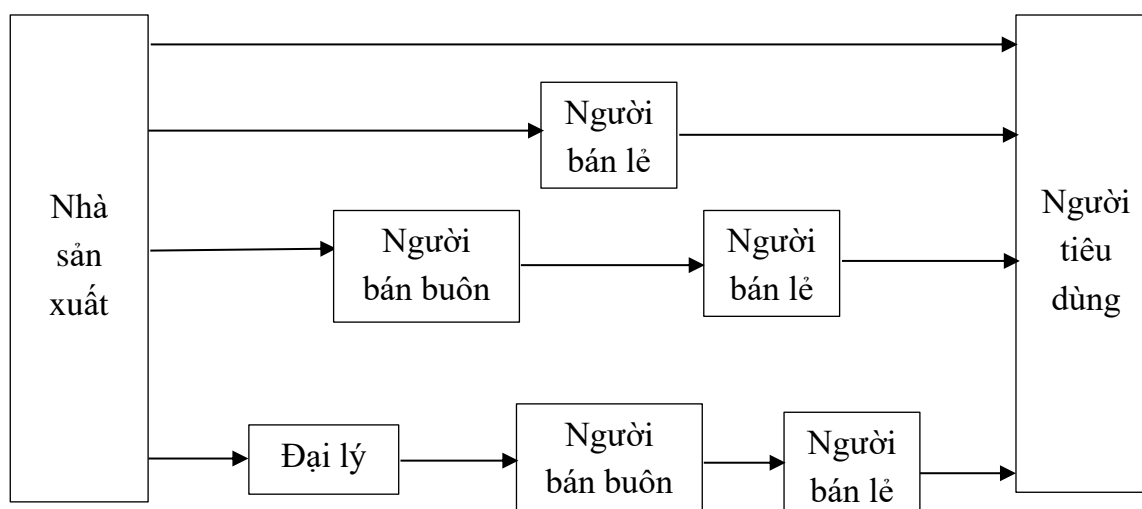 Nhà
sản
xuất
Người
bán lẻ
Người
bán buôn
Người
bán lẻ
Đại lý
Người
bán buôn
Người
bán lẻ
Người
tiêu
dùng